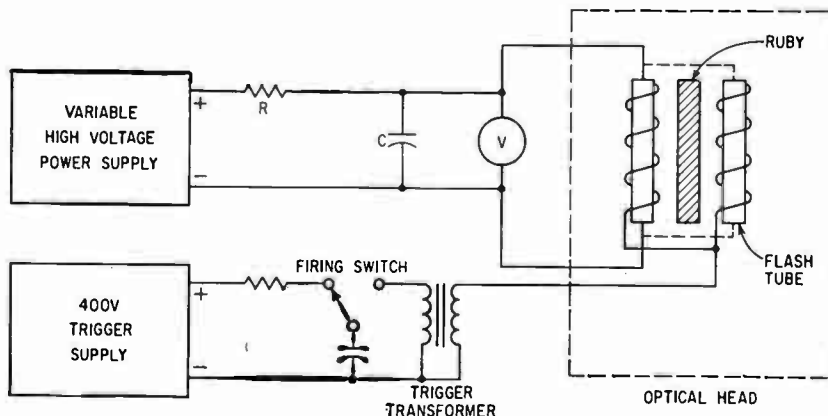 VARIABLE
HIGH VOLTAGE
POWER SUPPLY
+
−
R
C
V
RUBY
FLASH
TUBE
400V
TRIGGER
SUPPLY
+
−
FIRING SWITCH
TRIGGER
TRANSFORMER
OPTICAL HEAD